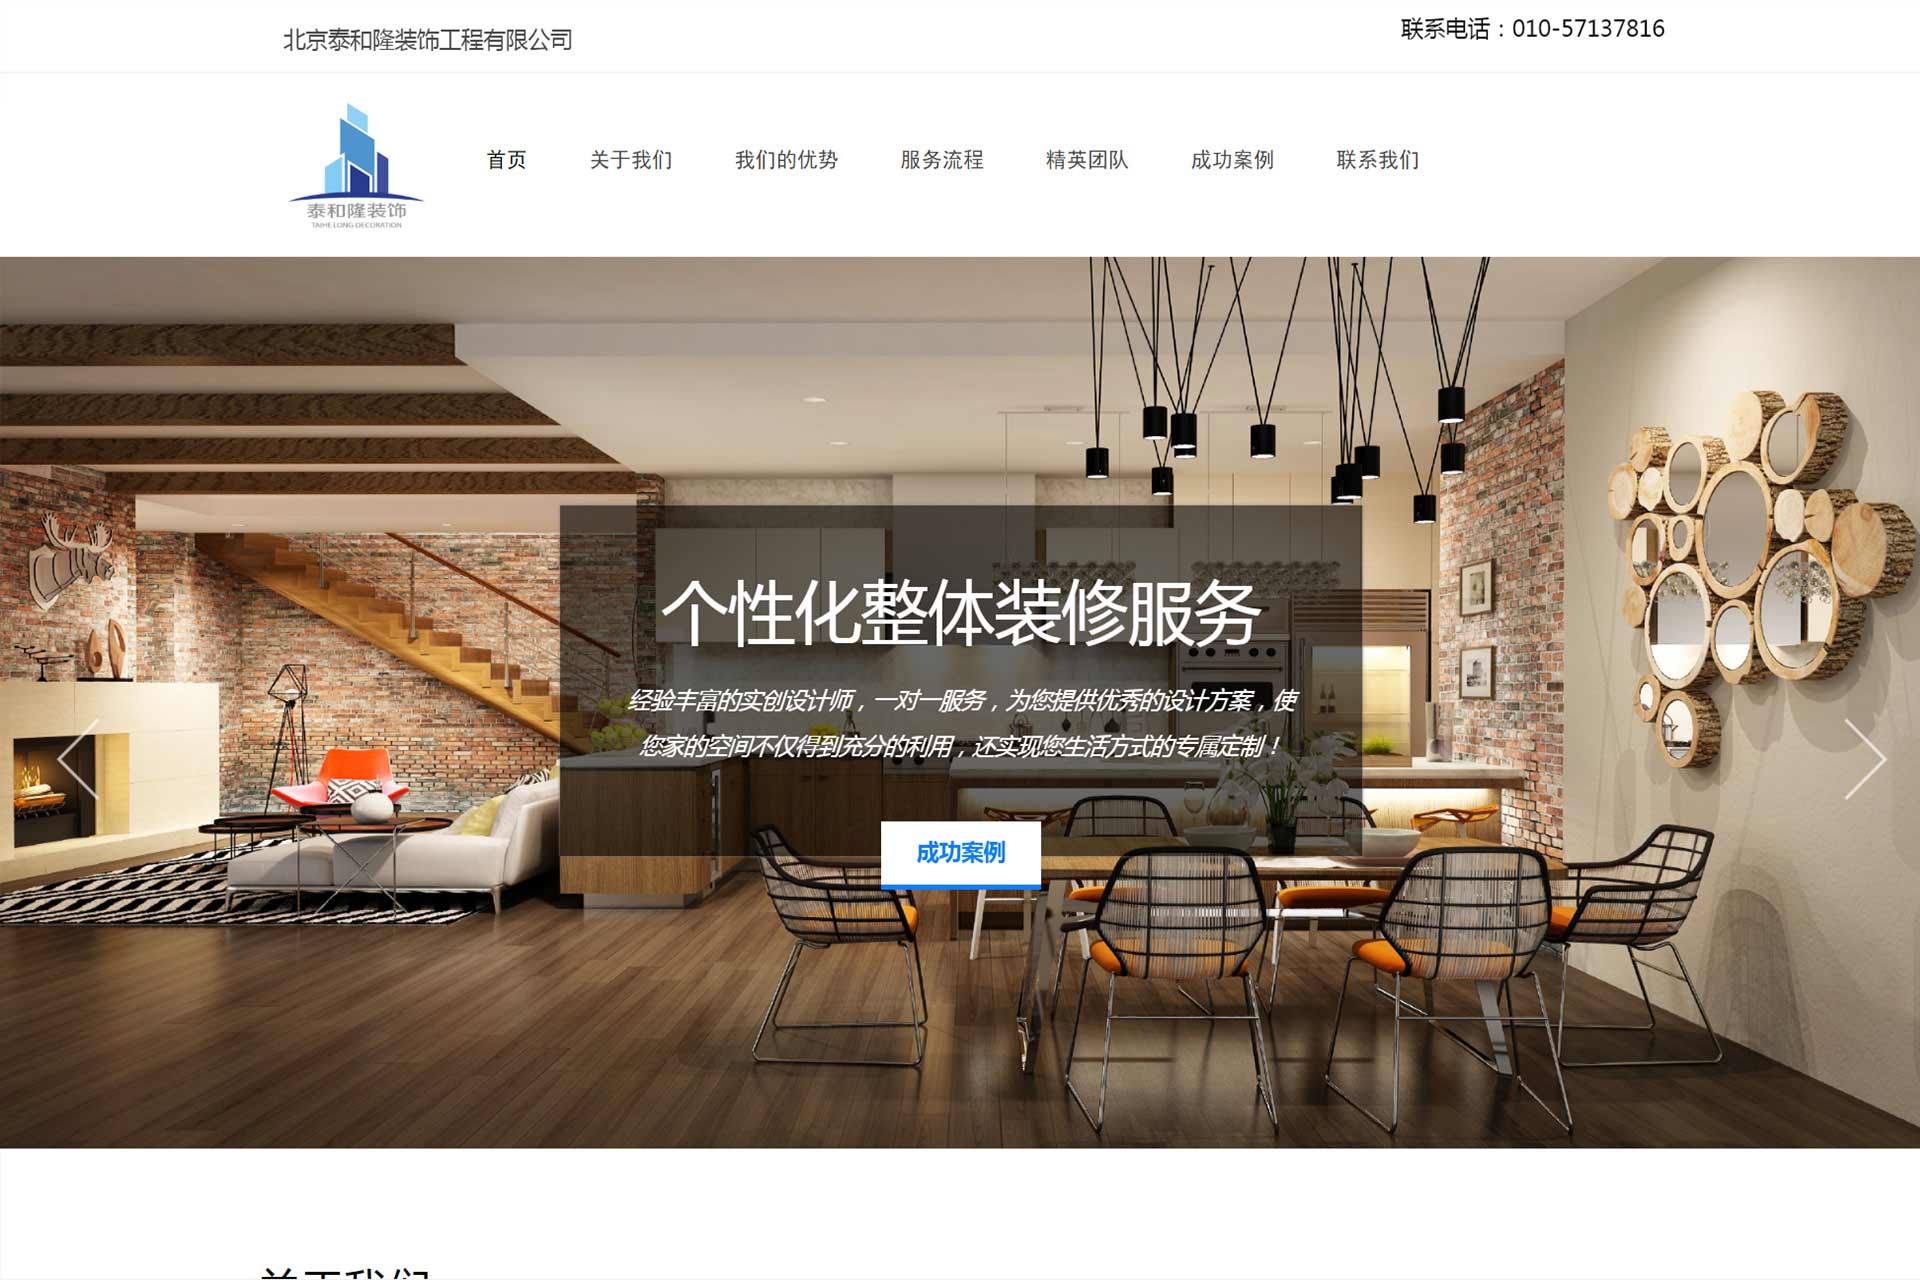 北京泰和隆装饰工程有限公司
联系电话：010-57137816
泰和隆装饰
TAIHE LONG DECORATION
首页 关于我们 我们的优势 服务流程 精英团队 成功案例 联系我们
个性化整体装修服务
经验丰富的实创设计师，一对一服务，为您提供优秀的设计方案，使
您家的空间不仅得到充分的利用，还实现您生活方式的专属定制！
成功案例
关于我们